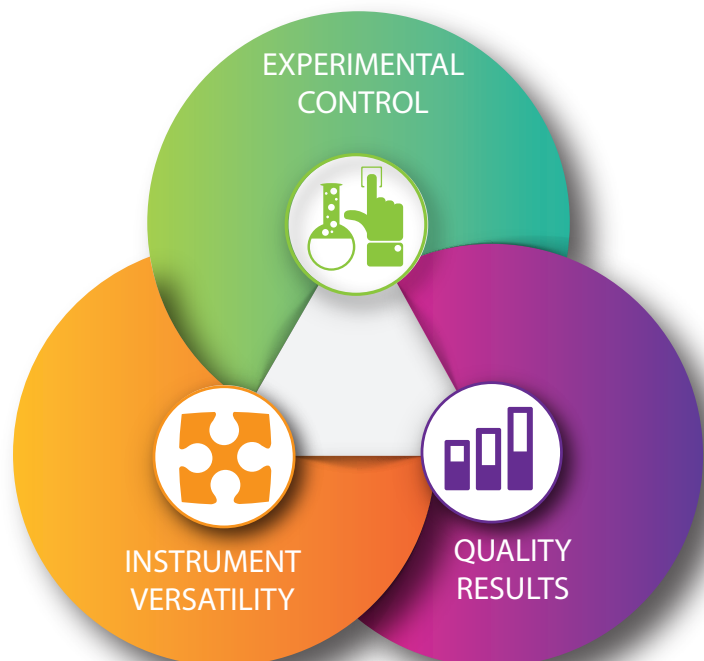 EXPERIMENTAL
CONTROL
INSTRUMENT
VERSATILITY
QUALITY
RESULTS